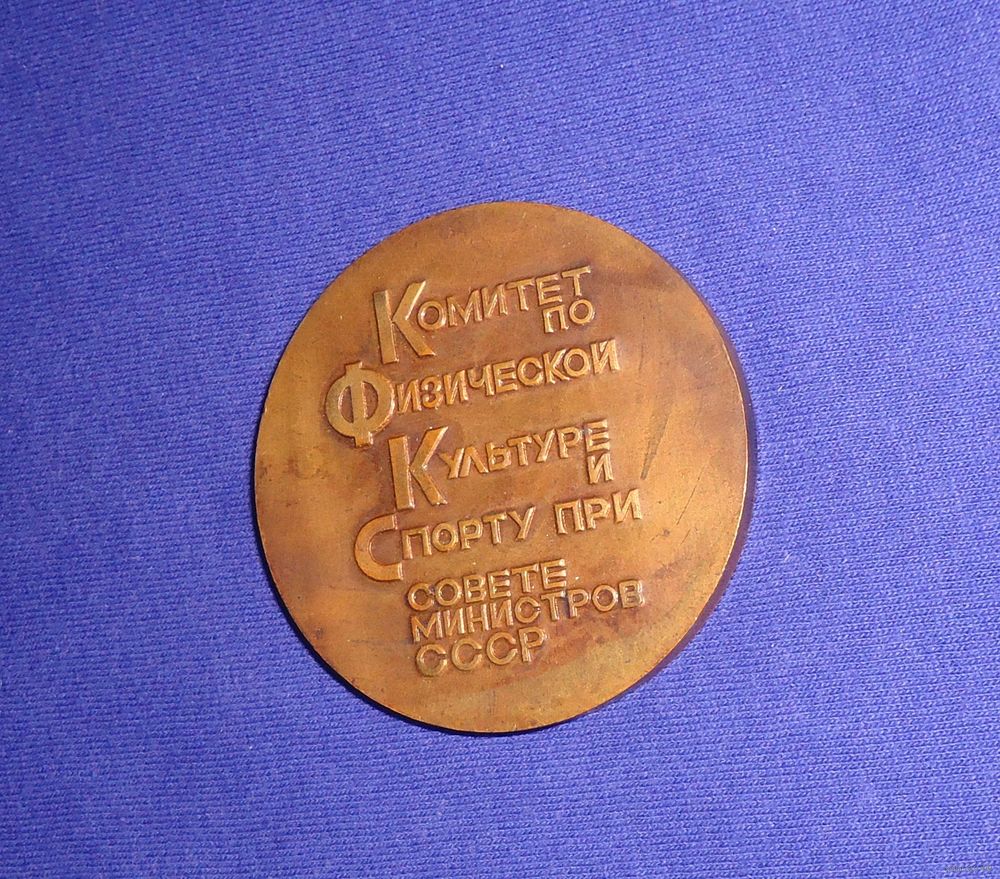 Комитет
по
Физической
Культуре
и
Спорту при
совете
министров
СССР